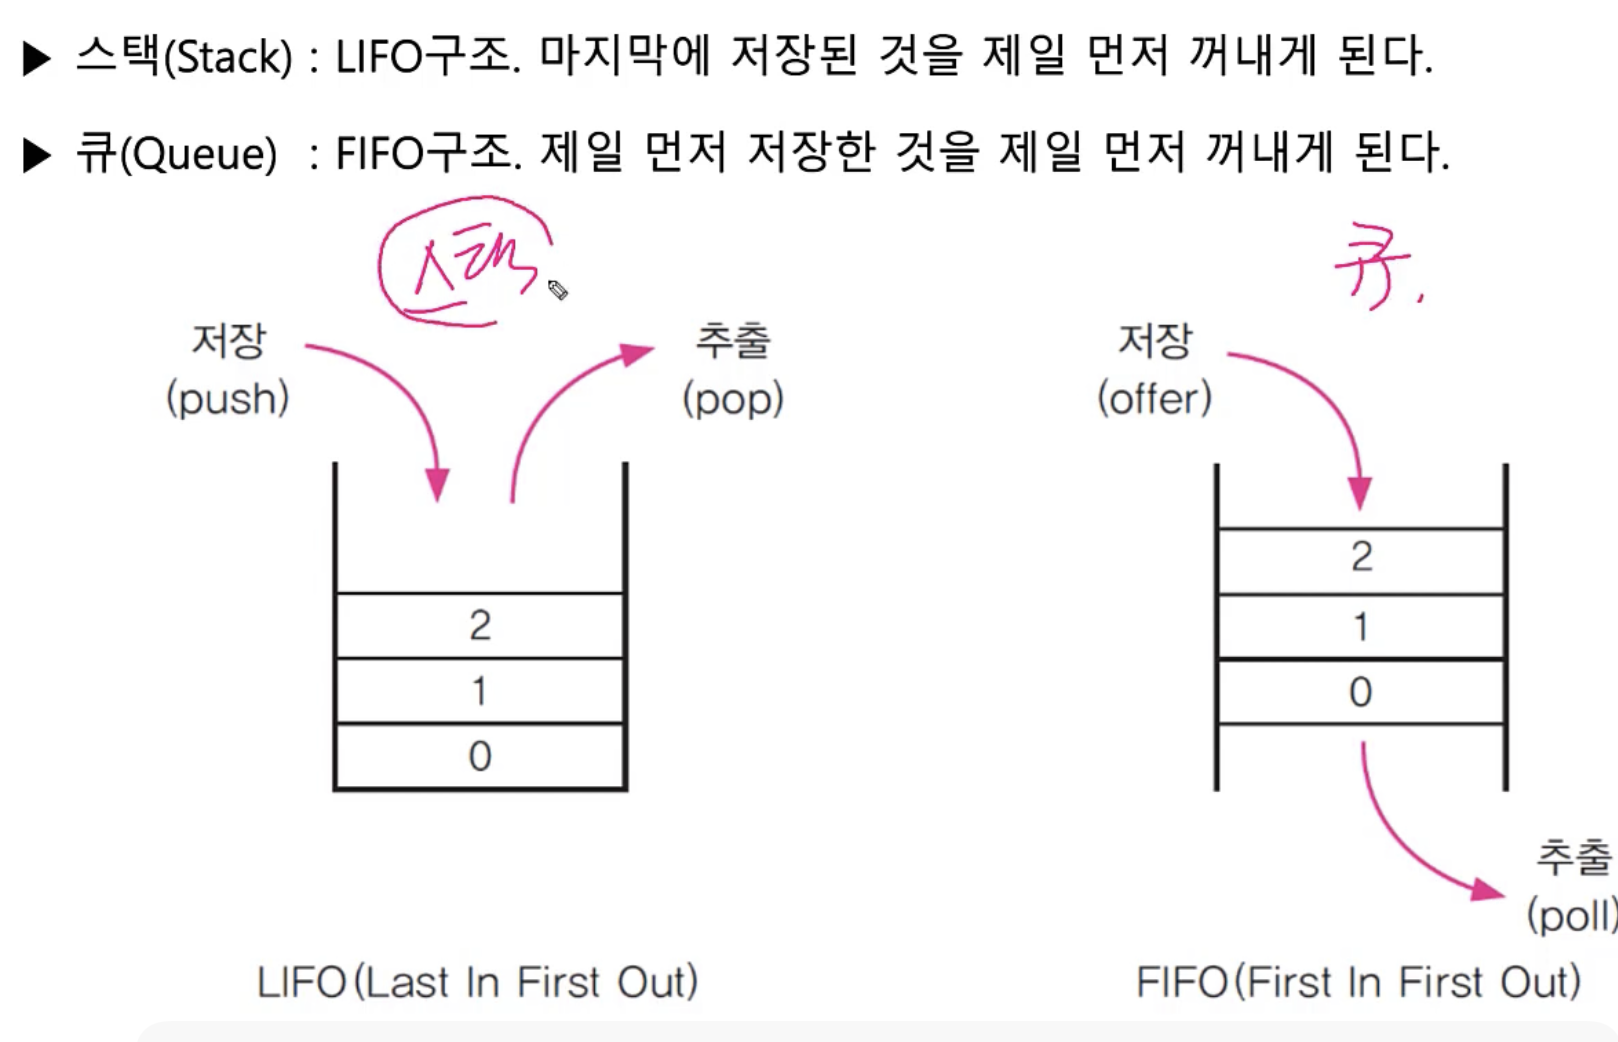 ▶ 스택(Stack) : LIFO구조. 마지막에 저장된 것을 제일 먼저 꺼내게 된다.
▶ 큐(Queue) : FIFO구조. 제일 먼저 저장한 것을 제일 먼저 꺼내게 된다.
스택
큐.
저장
(push)
추출
(pop)
2
1
0
LIFO(Last In First Out)
저장
(offer)
2
1
0
추출
(poll)
FIFO(First In First Out)